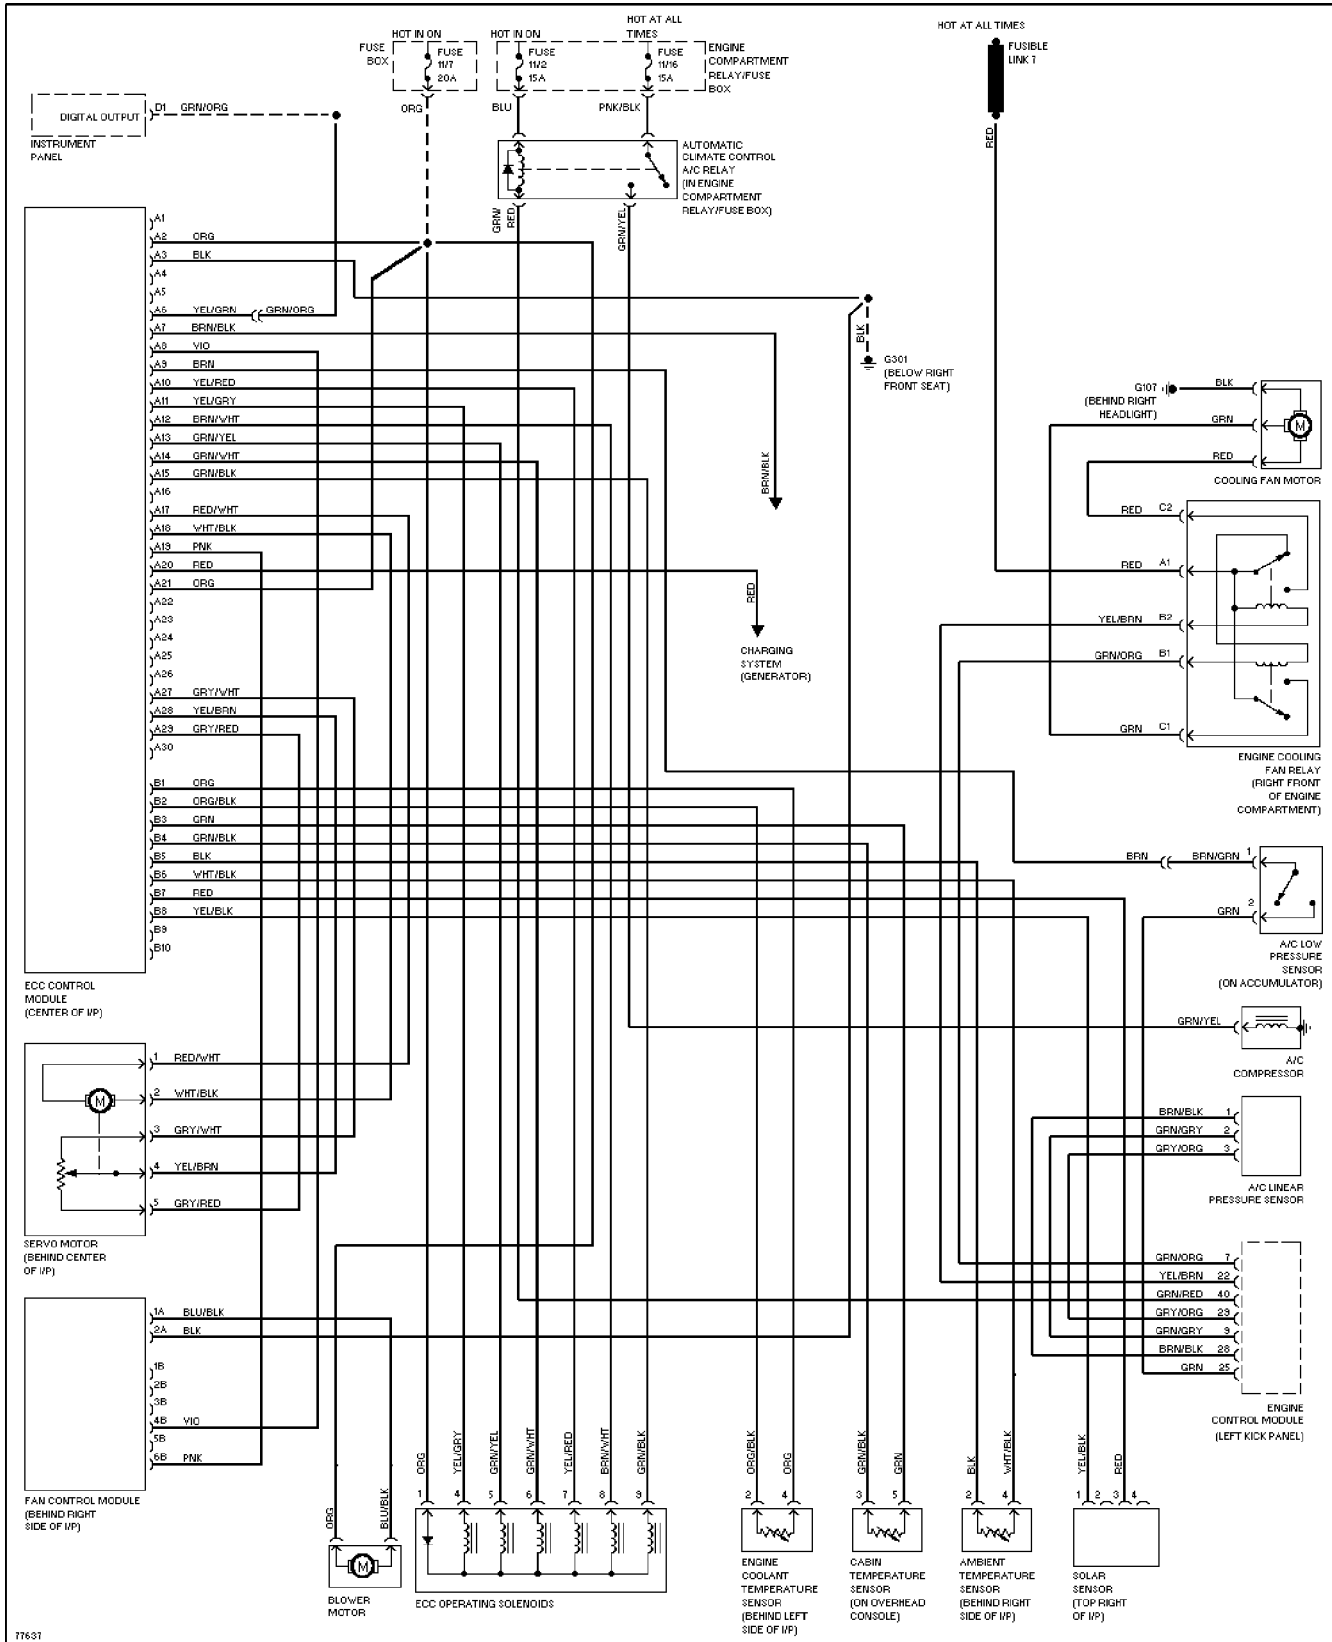 HOT AT ALL
TIMES
HOT IN ON
HOT IN ON
HOT AT ALL TIMES
FUSE
BOX
FUSE
11/7
20A
FUSE
11/2
15A
FUSE
11/16
15A
ENGINE
COMPARTMENT
RELAY/FUSE
BOX
FUSIBLE
LINK 7
ORG
BLU
PNK/BLK
RED
DIGITAL OUTPUT
D1
GRN/ORG
INSTRUMENT
PANEL
AUTOMATIC
CLIMATE CONTROL
A/C RELAY
(IN ENGINE
COMPARTMENT
RELAY/FUSE BOX)
GRN/
RED
GRN/YEL
A1
A2 ORG
A3 BLK
A4
A5
A6 YEL/GRN GRN/ORG
A7 BRN/BLK
A8 VIO
A9 BRN
A10 YEL/RED
A11 YEL/GRY
A12 BRN/WHT
A13 GRN/YEL
A14 GRN/WHT
A15 GRN/BLK
A16
A17 RED/WHT
A18 WHT/BLK
A19 PNK
A20 RED
A21 ORG
A22
A23
A24
A25
A26
A27 GRY/WHT
A28 YEL/BRN
A29 GRY/RED
A30
B1 ORG
B2 ORG/BLK
B3 GRN
B4 GRN/BLK
B5 BLK
B6 WHT/BLK
B7 RED
B8 YEL/BLK
B9
B10
ECC CONTROL
MODULE
(CENTER OF I/P)
BLK
G301
(BELOW RIGHT
FRONT SEAT)
BRN/BLK
RED
CHARGING
SYSTEM
(GENERATOR)
G107
(BEHIND RIGHT
HEADLIGHT)
BLK
GRN
RED
M
COOLING FAN MOTOR
RED C2
RED A1
YEL/BRN B2
GRN/ORG B1
GRN C1
ENGINE COOLING
FAN RELAY
(RIGHT FRONT
OF ENGINE
COMPARTMENT)
BRN BRN/GRN 1
GRN 2
A/C LOW
PRESSURE
SENSOR
(ON ACCUMULATOR)
GRN/YEL
A/C
COMPRESSOR
BRN/BLK 1
GRN/GRY 2
GRY/ORG 3
A/C LINEAR
PRESSURE SENSOR
GRN/ORG 7
YEL/BRN 22
GRN/RED 40
GRY/ORG 29
GRN/GRY 9
BRN/BLK 28
GRN 25
ENGINE
CONTROL MODULE
(LEFT KICK PANEL)
1 RED/WHT
M
2 WHT/BLK
3 GRY/WHT
4 YEL/BRN
5 GRY/RED
SERVO MOTOR
(BEHIND CENTER
OF I/P)
1A BLU/BLK
2A BLK
1B
2B
3B
4B VIO
5B
6B PNK
FAN CONTROL MODULE
(BEHIND RIGHT
SIDE OF I/P)
ORG
BLU/BLK
M
BLOWER
MOTOR
ORG
YEL/GRY
GRN/YEL
GRN/WHT
YEL/RED
BRN/WHT
GRN/BLK
1 4 5 6 7 8 9
ECC OPERATING SOLENOIDS
ORG/BLK
ORG
2 4
ENGINE
COOLANT
TEMPERATURE
SENSOR
(BEHIND LEFT
SIDE OF I/P)
GRN/BLK
GRN
3 5
CABIN
TEMPERATURE
SENSOR
(ON OVERHEAD
CONSOLE)
BLK
WHT/BLK
2 4
AMBIENT
TEMPERATURE
SENSOR
(BEHIND RIGHT
SIDE OF I/P)
YEL/BLK
RED
1 2 3 4
SOLAR
SENSOR
(TOP RIGHT
OF I/P)
77637